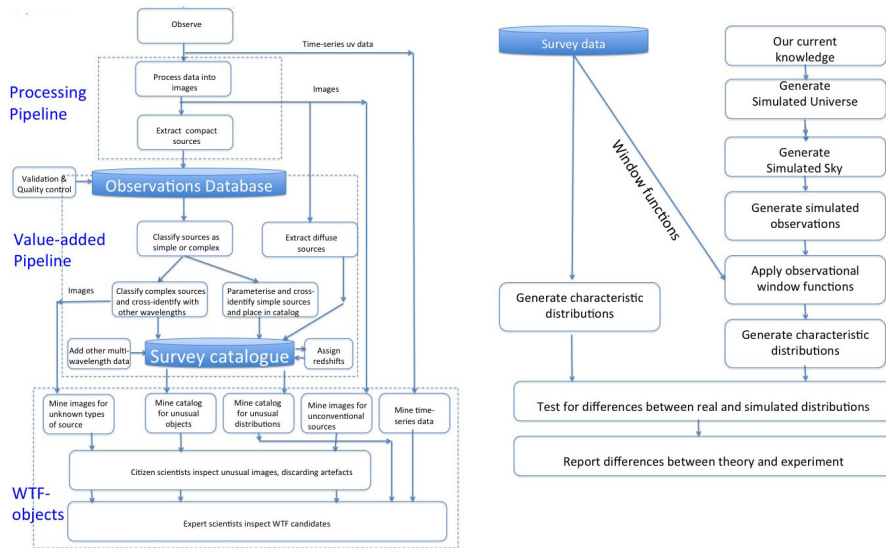 Observe
Time-series uv data
Processing
Pipeline
Process data into
images
Images
Extract compact
sources
Validation &
Quality control
Observations Database
Value-added
Pipeline
Classify sources as
simple or complex
Extract diffuse
sources
Images
Classify complex sources
and cross-identify with
other wavelengths
Parameterise and cross-
identify simple sources
and place in catalog
Add other multi-
wavelength data
Survey catalogue
Assign
redshifts
Mine images for
unknown types
of source
Mine catalog
for unusual
objects
Mine catalog
for unusual
distributions
Mine images for
unconventional
sources
Mine time-
series data
Citizen scientists inspect unusual images, discarding artefacts
WTF-
objects
Expert scientists inspect WTF candidates
Survey data
Our current
knowledge
Generate
Simulated Universe
Generate
Simulated Sky
Window functions
Generate simulated
observations
Apply observational
window functions
Generate characteristic
distributions
Generate characteristic
distributions
Test for differences between real and simulated distributions
Report differences between theory and experiment